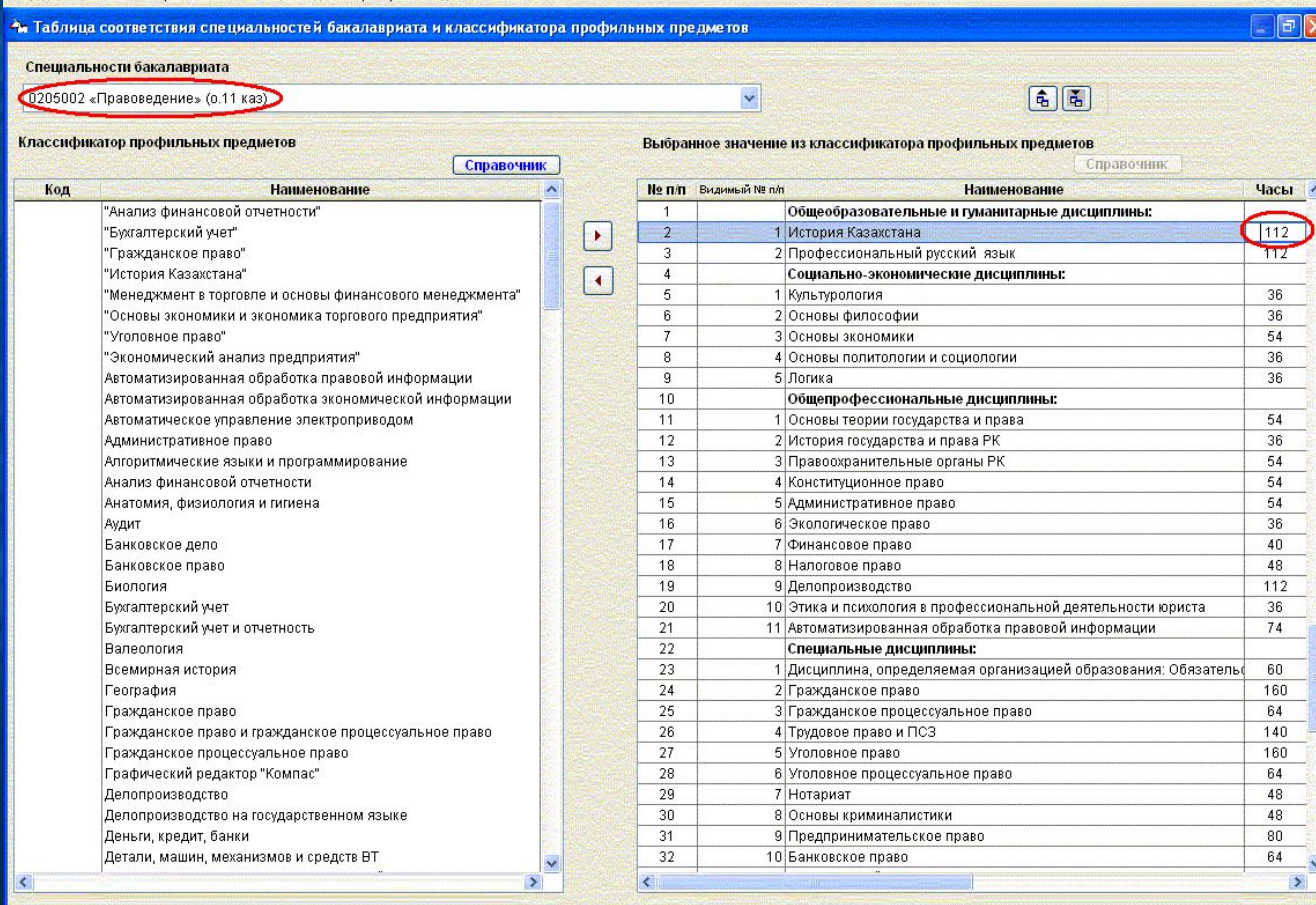 Таблица соответствия специальностей бакалавриата и классификатора профильных предметов
Специальности бакалавриата
0205002 «Правоведение» (о.11 каз)
Классификатор профильных предметов
Справочник
Код Наименование
"Анализ финансовой отчетности"
"Бухгалтерский учет"
"Гражданское право"
"История Казахстана"
"Менеджмент в торговле и основы финансового менеджмента"
"Основы экономики и экономика торгового предприятия"
"Уголовное право"
"Экономический анализ предприятия"
Автоматизированная обработка правовой информации
Автоматизированная обработка экономической информации
Автоматическое управление электроприводом
Административное право
Алгоритмические языки и программирование
Анализ финансовой отчетности
Анатомия, физиология и гигиена
Аудит
Банковское дело
Банковское право
Биология
Бухгалтерский учет
Бухгалтерский учет и отчетность
Валеология
Всемирная история
География
Гражданское право
Гражданское право и гражданское процессуальное право
Гражданское процессуальное право
Графический редактор "Компас"
Делопроизводство
Делопроизводство на государственном языке
Деньги, кредит, банки
Детали, машин, механизмов и средств ВТ
Выбранное значение из классификатора профильных предметов
Справочник
№ п/п Видимый № п/п Наименование Часы
1 Общеобразовательные и гуманитарные дисциплины:
2 1 История Казахстана 112
3 2 Профессиональный русский язык 112
4 Социально-экономические дисциплины:
5 1 Культурология 36
6 2 Основы философии 36
7 3 Основы экономики 54
8 4 Основы политологии и социологии 36
9 5 Логика 36
10 Общепрофессиональные дисциплины:
11 1 Основы теории государства и права 54
12 2 История государства и права РК 36
13 3 Правоохранительные органы РК 54
14 4 Конституционное право 54
15 5 Административное право 54
16 6 Экологическое право 36
17 7 Финансовое право 40
18 8 Налоговое право 48
19 9 Делопроизводство 112
20 10 Этика и психология в профессиональной деятельности юриста 36
21 11 Автоматизированная обработка правовой информации 74
22 Специальные дисциплины:
23 1 Дисциплина, определяемая организацией образования: Обязатель 60
24 2 Гражданское право 160
25 3 Гражданское процессуальное право 64
26 4 Трудовое право и ПСЗ 140
27 5 Уголовное право 160
28 6 Уголовное процессуальное право 64
29 7 Нотариат 48
30 8 Основы криминалистики 48
31 9 Предпринимательское право 80
32 10 Банковское право 64